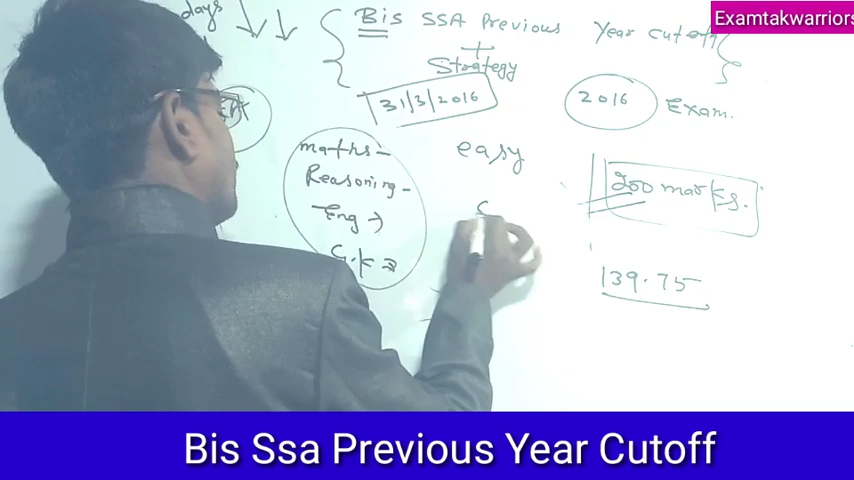 Examtakwarriors
days
Bis SSA Previous Year cutoff
+
Strategy
31/3/2016
2016 Exam.
maths-
easy
Reasoning-
200 marks.
Eng →
G.K
139.75
Bis Ssa Previous Year Cutoff